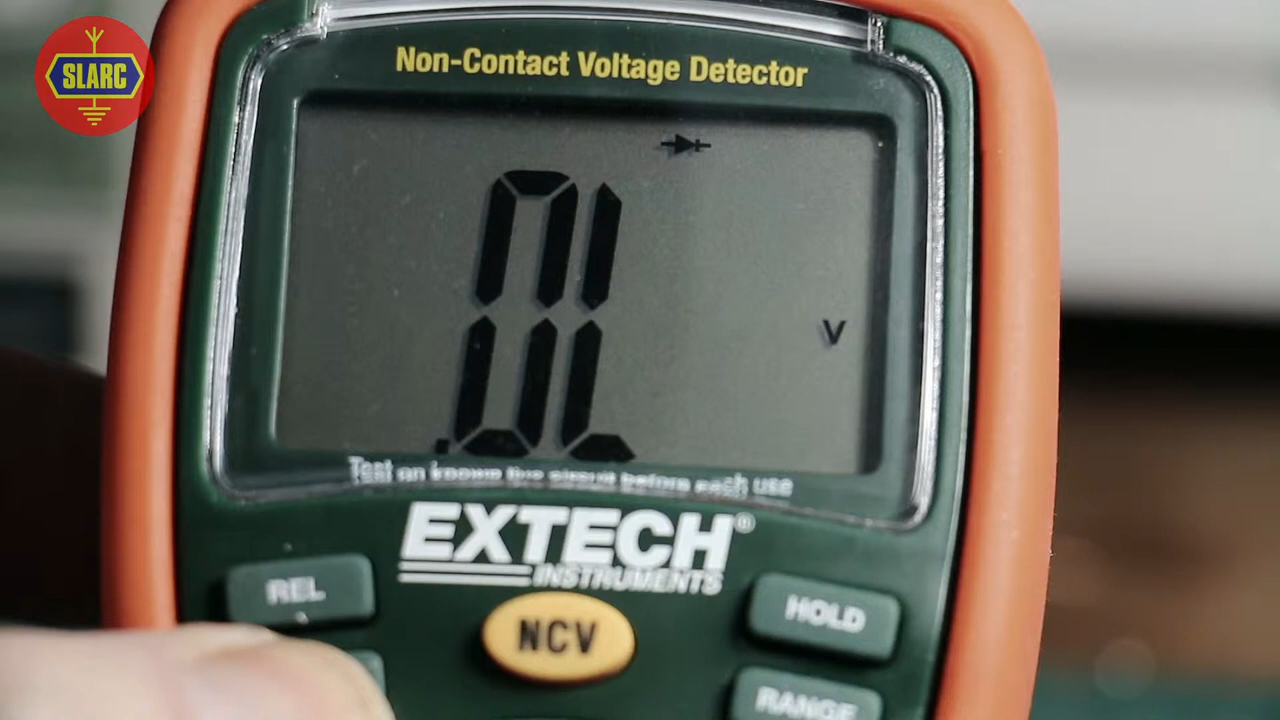 SLARC
Non-Contact Voltage Detector
.OL
V
Test on known live circuit before each use
EXTECH®
INSTRUMENTS
REL
HOLD
NCV
RANGE